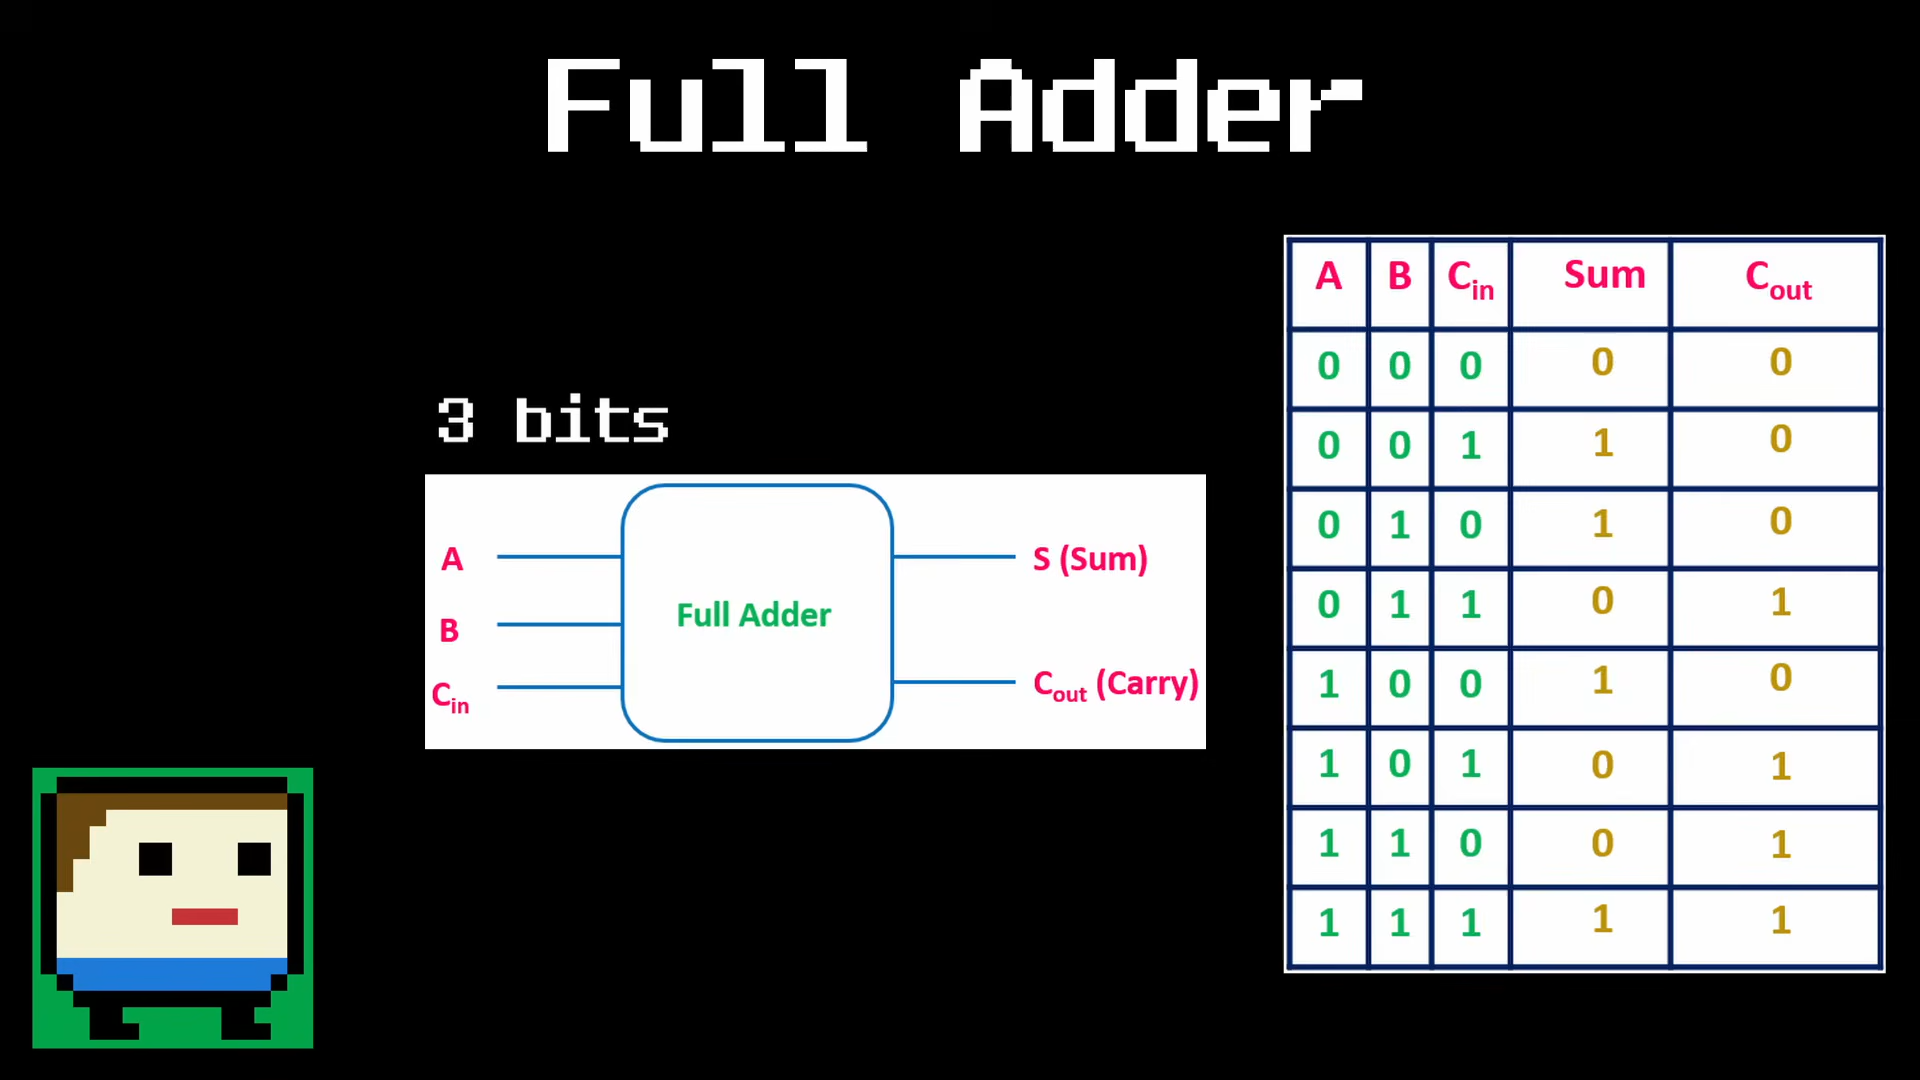 Full Adder
3 bits
A
B
Cin
Full Adder
S (Sum)
Cout (Carry)
A B Cin Sum Cout
0 0 0 0 0
0 0 1 1 0
0 1 0 1 0
0 1 1 0 1
1 0 0 1 0
1 0 1 0 1
1 1 0 0 1
1 1 1 1 1